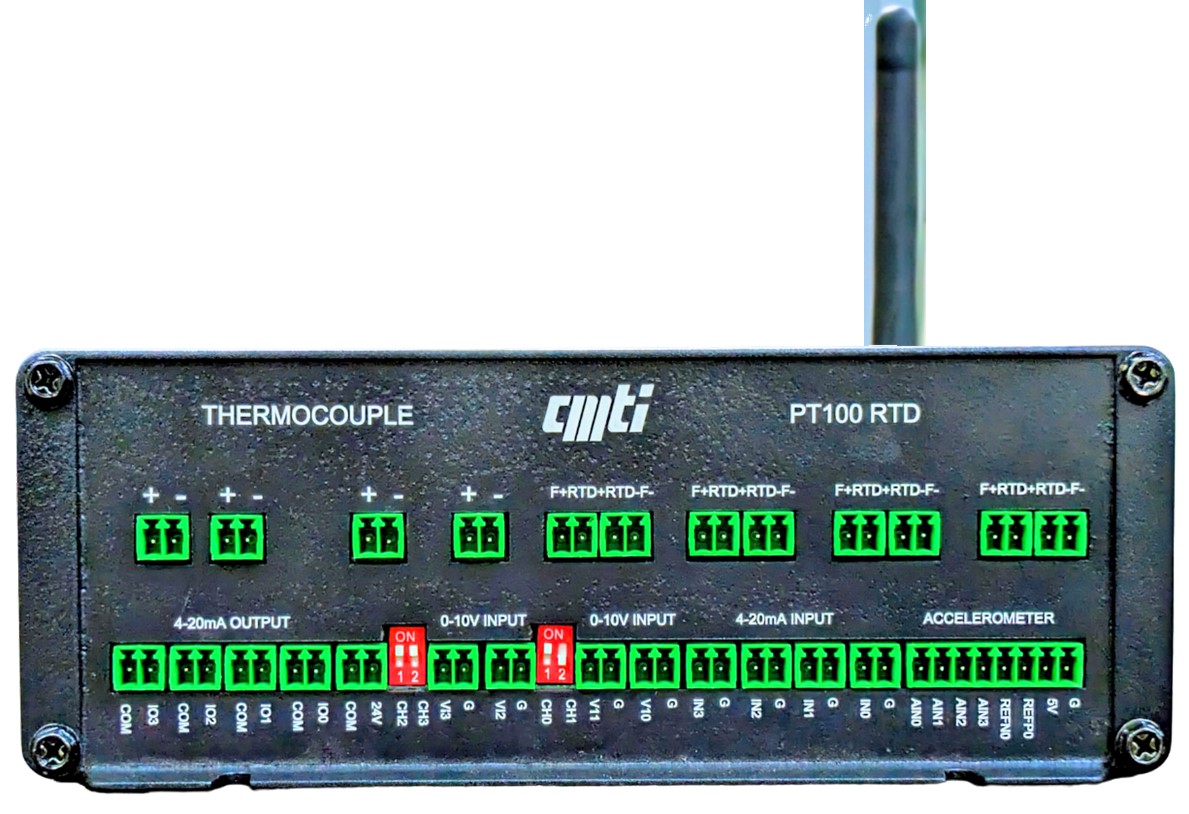 THERMOCOUPLE cmti PT100 RTD
+ - + - + - + - F+RTD+RTD-F- F+RTD+RTD-F- F+RTD+RTD-F- F+RTD+RTD-F-
4-20mA OUTPUT 0-10V INPUT 0-10V INPUT 4-20mA INPUT ACCELEROMETER
ON ON
1 2 1 2
COM IO3 COM IO2 COM IO1 COM IO0 COM 24V CH2 CH3 VI3 G VI2 G CH0 CH1 V11 G V10 G IN3 G IN2 G IN1 G IN0 G AIN0 AIN1 AIN2 AIN3 REFN0 REFP0 5V G